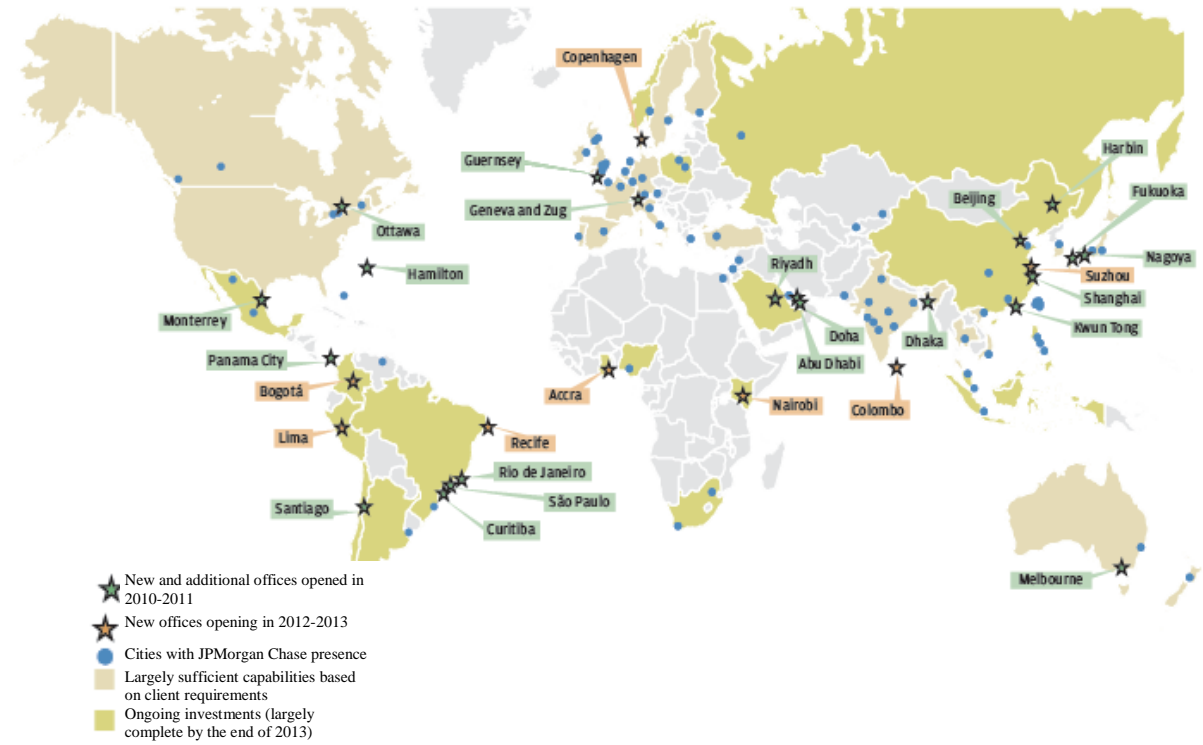 Copenhagen
Harbin
Guernsey
Fukuoka
Beijing
Geneva and Zug
Ottawa
Nagoya
Riyadh
Hamilton
Suzhou
Shanghai
Monterrey
Kwun Tong
Doha
Dhaka
Panama City
Abu Dhabi
Bogotá
Accra
Nairobi
Colombo
Lima
Recife
Rio de Janeiro
São Paulo
Santiago
Curitiba
Melbourne
New and additional offices opened in
2010-2011
New offices opening in 2012-2013
Cities with JPMorgan Chase presence
Largely sufficient capabilities based
on client requirements
Ongoing investments (largely
complete by the end of 2013)